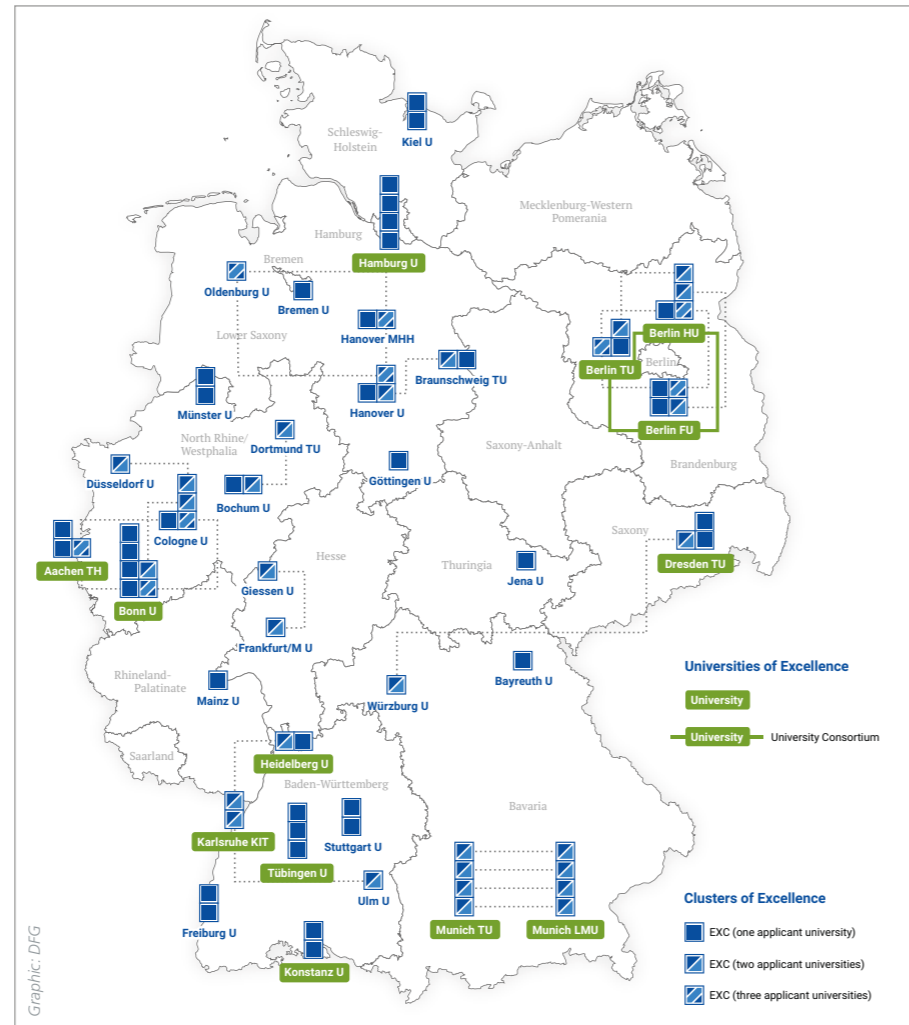 Schleswig-
Holstein
Kiel U
Mecklenburg-Western
Pomerania
Hamburg
Hamburg U
Bremen
Oldenburg U
Bremen U
Lower Saxony
Hanover MHH
Berlin HU
Berlin TU
Berlin
Braunschweig TU
Hanover U
Münster U
Berlin FU
North Rhine/
Westphalia
Dortmund TU
Saxony-Anhalt
Brandenburg
Düsseldorf U
Bochum U
Göttingen U
Cologne U
Saxony
Aachen TH
Hesse
Thuringia
Jena U
Dresden TU
Giessen U
Bonn U
Frankfurt/M U
Rhineland-
Palatinate
Mainz U
Würzburg U
Bayreuth U
Universities of Excellence
University
University
University Consortium
Saarland
Heidelberg U
Baden-Württemberg
Bavaria
Karlsruhe KIT
Stuttgart U
Tübingen U
Ulm U
Freiburg U
Munich TU
Munich LMU
Konstanz U
Clusters of Excellence
EXC (one applicant university)
EXC (two applicant universities)
EXC (three applicant universities)
Graphic: DFG